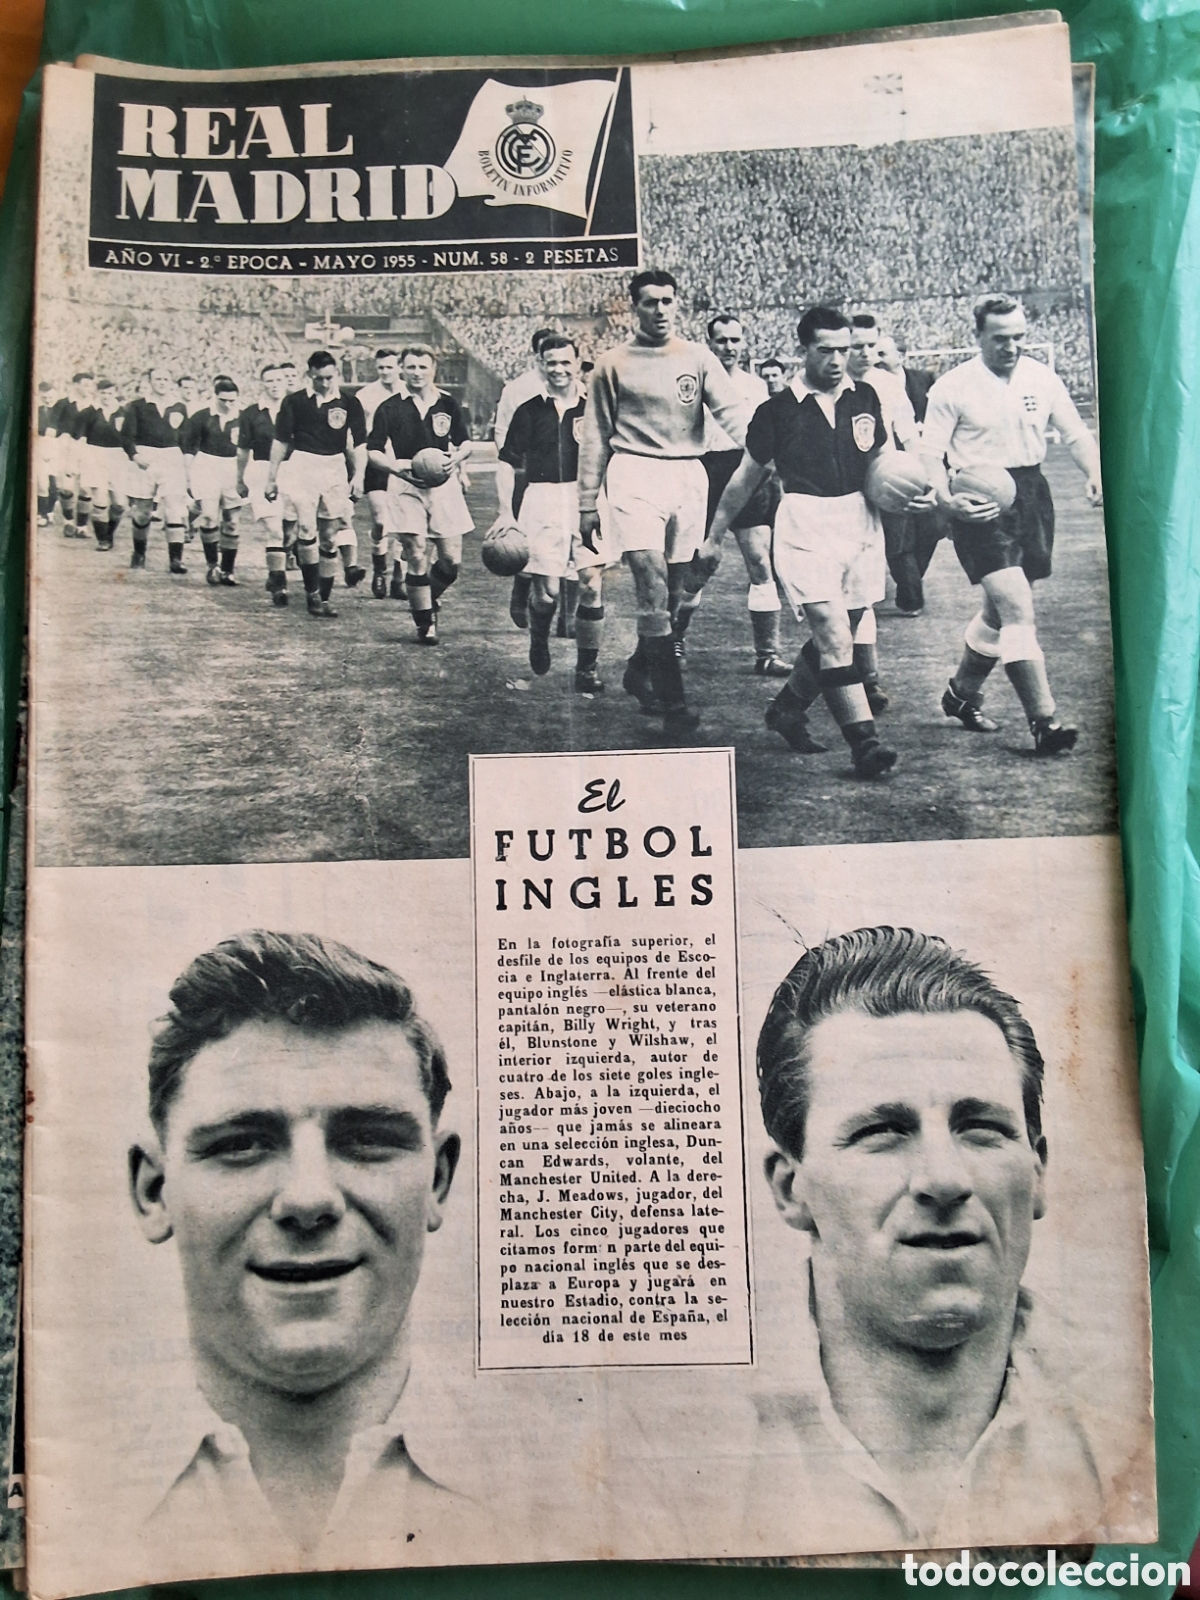 REAL
MADRID
BOLETIN INFORMATIVO
AÑO VI - 2.ª EPOCA - MAYO 1955 - NUM. 58 - 2 PESETAS
El
FUTBOL
INGLES
En la fotografía superior, el
desfile de los equipos de Esco-
cia e Inglaterra. Al frente del
equipo inglés —elástica blanca,
pantalón negro—, su veterano
capitán, Billy Wright, y tras
él, Blunstone y Wilshaw, el
interior izquierda, autor de
cuatro de los siete goles ingle-
ses. Abajo, a la izquierda, el
jugador más joven —dieciocho
años— que jamás se alineara
en una selección inglesa, Dun-
can Edwards, volante, del
Manchester United. A la dere-
cha, J. Meadows, jugador, del
Manchester City, defensa late-
ral. Los cinco jugadores que
citamos form n parte del equi-
po nacional inglés que se des-
plaza a Europa y jugará en
nuestro Estadio, contra la se-
lección nacional de España, el
día 18 de este mes
A
todocoleccion